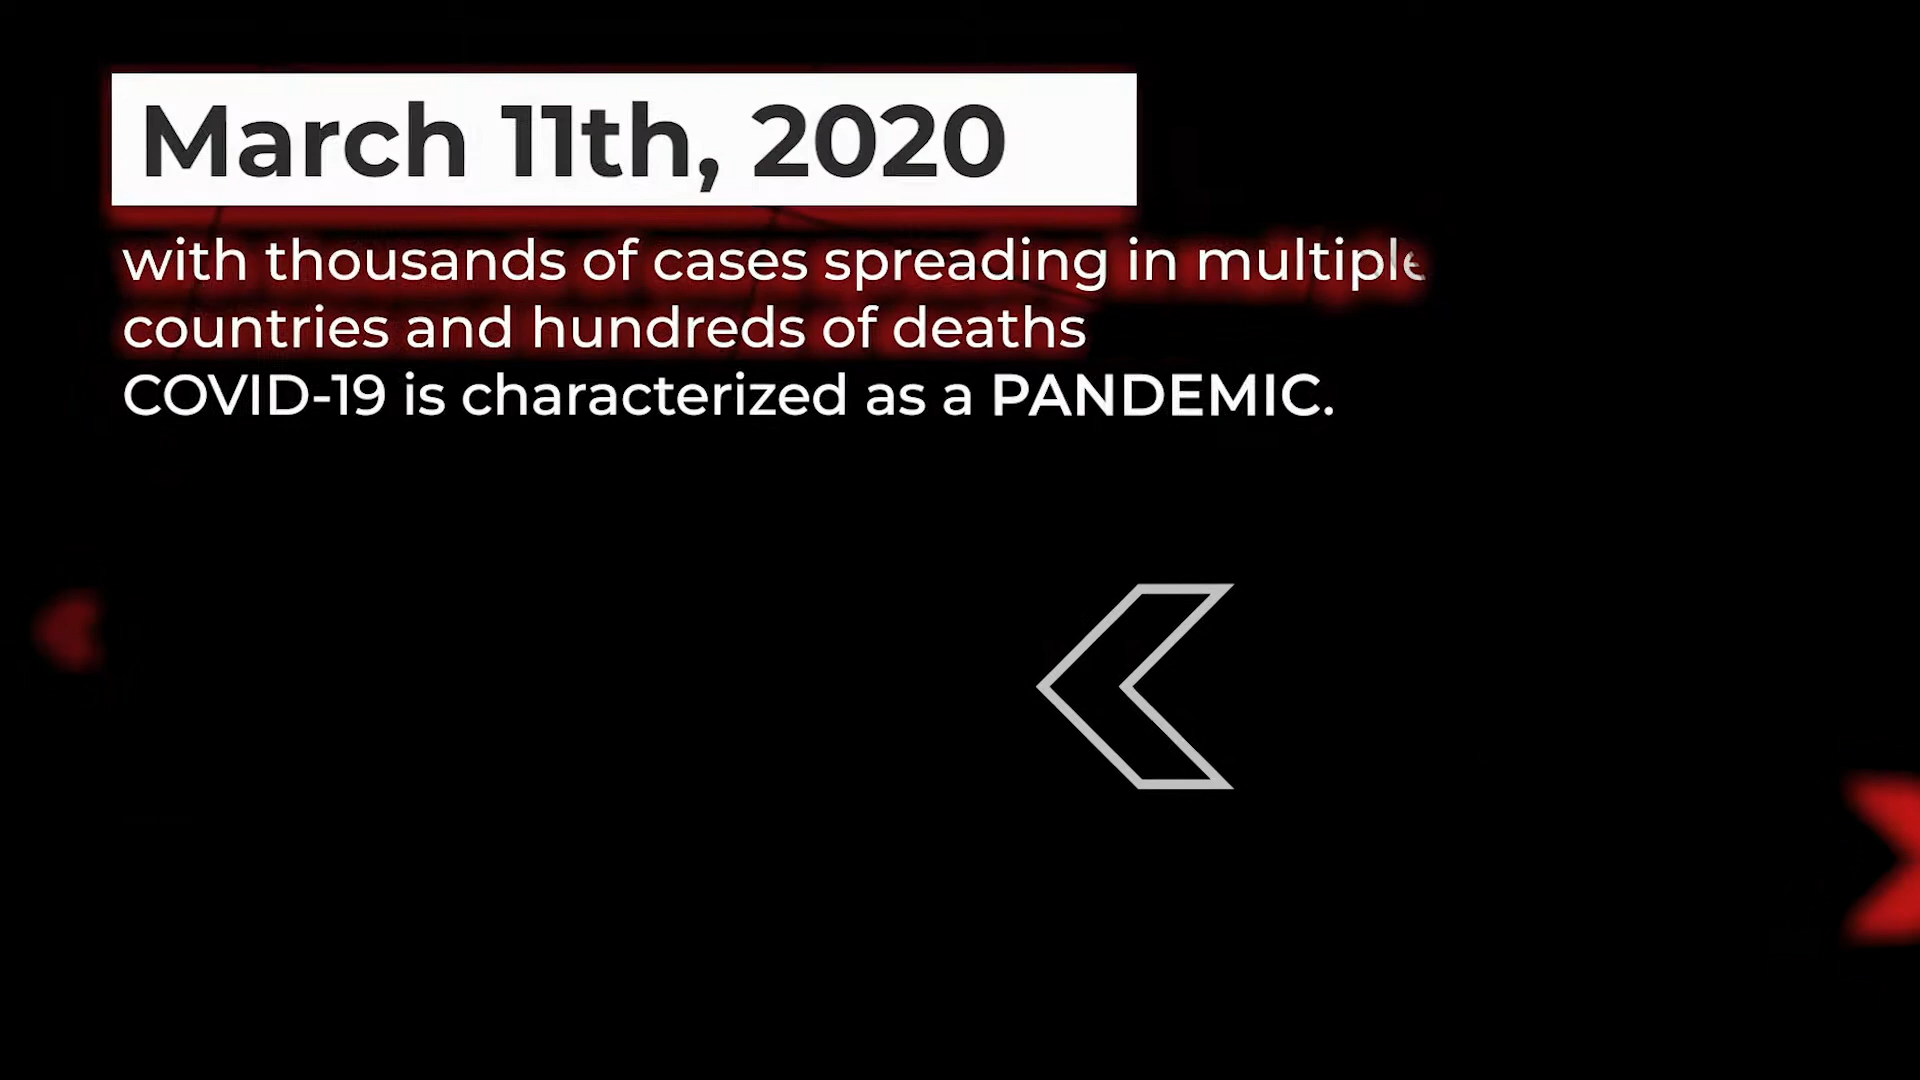 March 11th, 2020
with thousands of cases spreading in multiple
countries and hundreds of deaths
COVID-19 is characterized as a PANDEMIC.